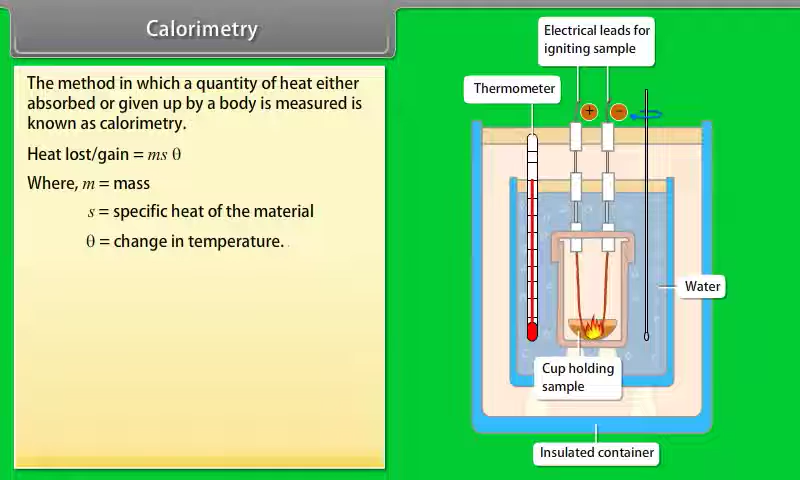 Calorimetry
The method in which a quantity of heat either
absorbed or given up by a body is measured is
known as calorimetry.
Heat lost/gain = ms θ
Where, m = mass
s = specific heat of the material
θ = change in temperature.
Electrical leads for
igniting sample
Thermometer
+ −
Water
Cup holding
sample
Insulated container